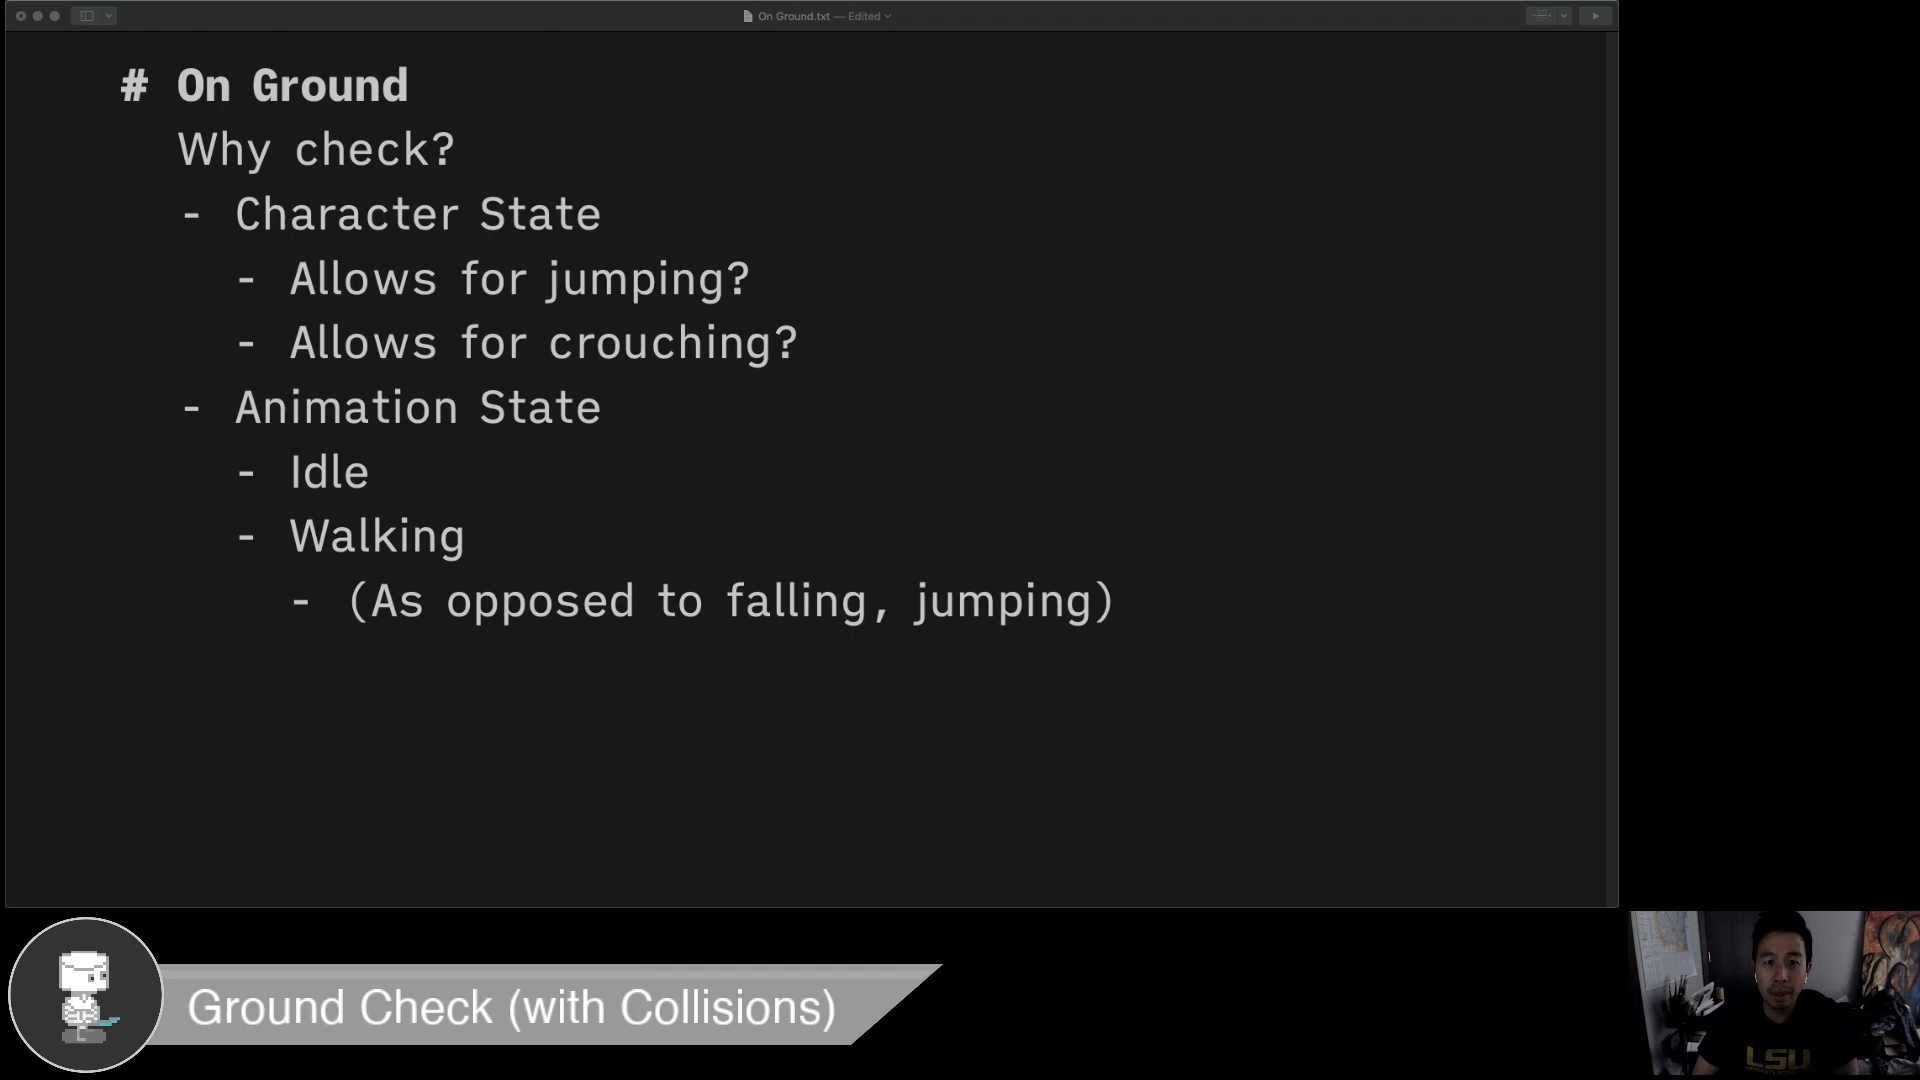 On Ground.txt — Edited
# On Ground
Why check?
- Character State
- Allows for jumping?
- Allows for crouching?
- Animation State
- Idle
- Walking
- (As opposed to falling, jumping)
Ground Check (with Collisions)
LSU